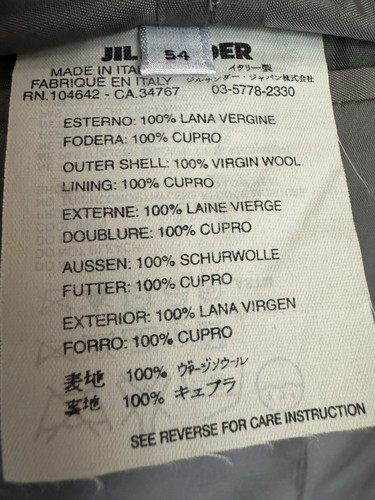 JIL DER
54
MADE IN ITA イタリー製
FABRIQUE EN ITALY ジルサンダー・ジャパン株式会社
RN.104642 - CA.34767 03-5778-2330
ESTERNO: 100% LANA VERGINE
FODERA: 100% CUPRO
OUTER SHELL: 100% VIRGIN WOOL
LINING: 100% CUPRO
EXTERNE: 100% LAINE VIERGE
DOUBLURE: 100% CUPRO
AUSSEN: 100% SCHURWOLLE
FUTTER: 100% CUPRO
EXTERIOR: 100% LANA VIRGEN
FORRO: 100% CUPRO
表地 100% ヴァージンウール
裏地 100% キュプラ
SEE REVERSE FOR CARE INSTRUCTION